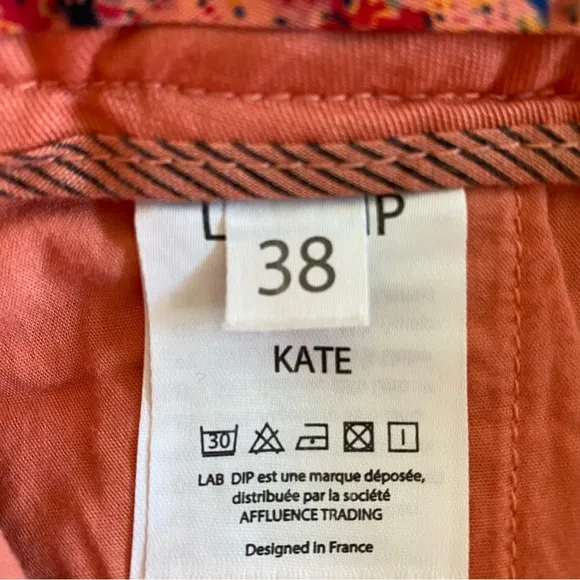 L P
38
KATE
30
LAB DIP est une marque déposée,
distribuée par la société
AFFLUENCE TRADING
Designed in France